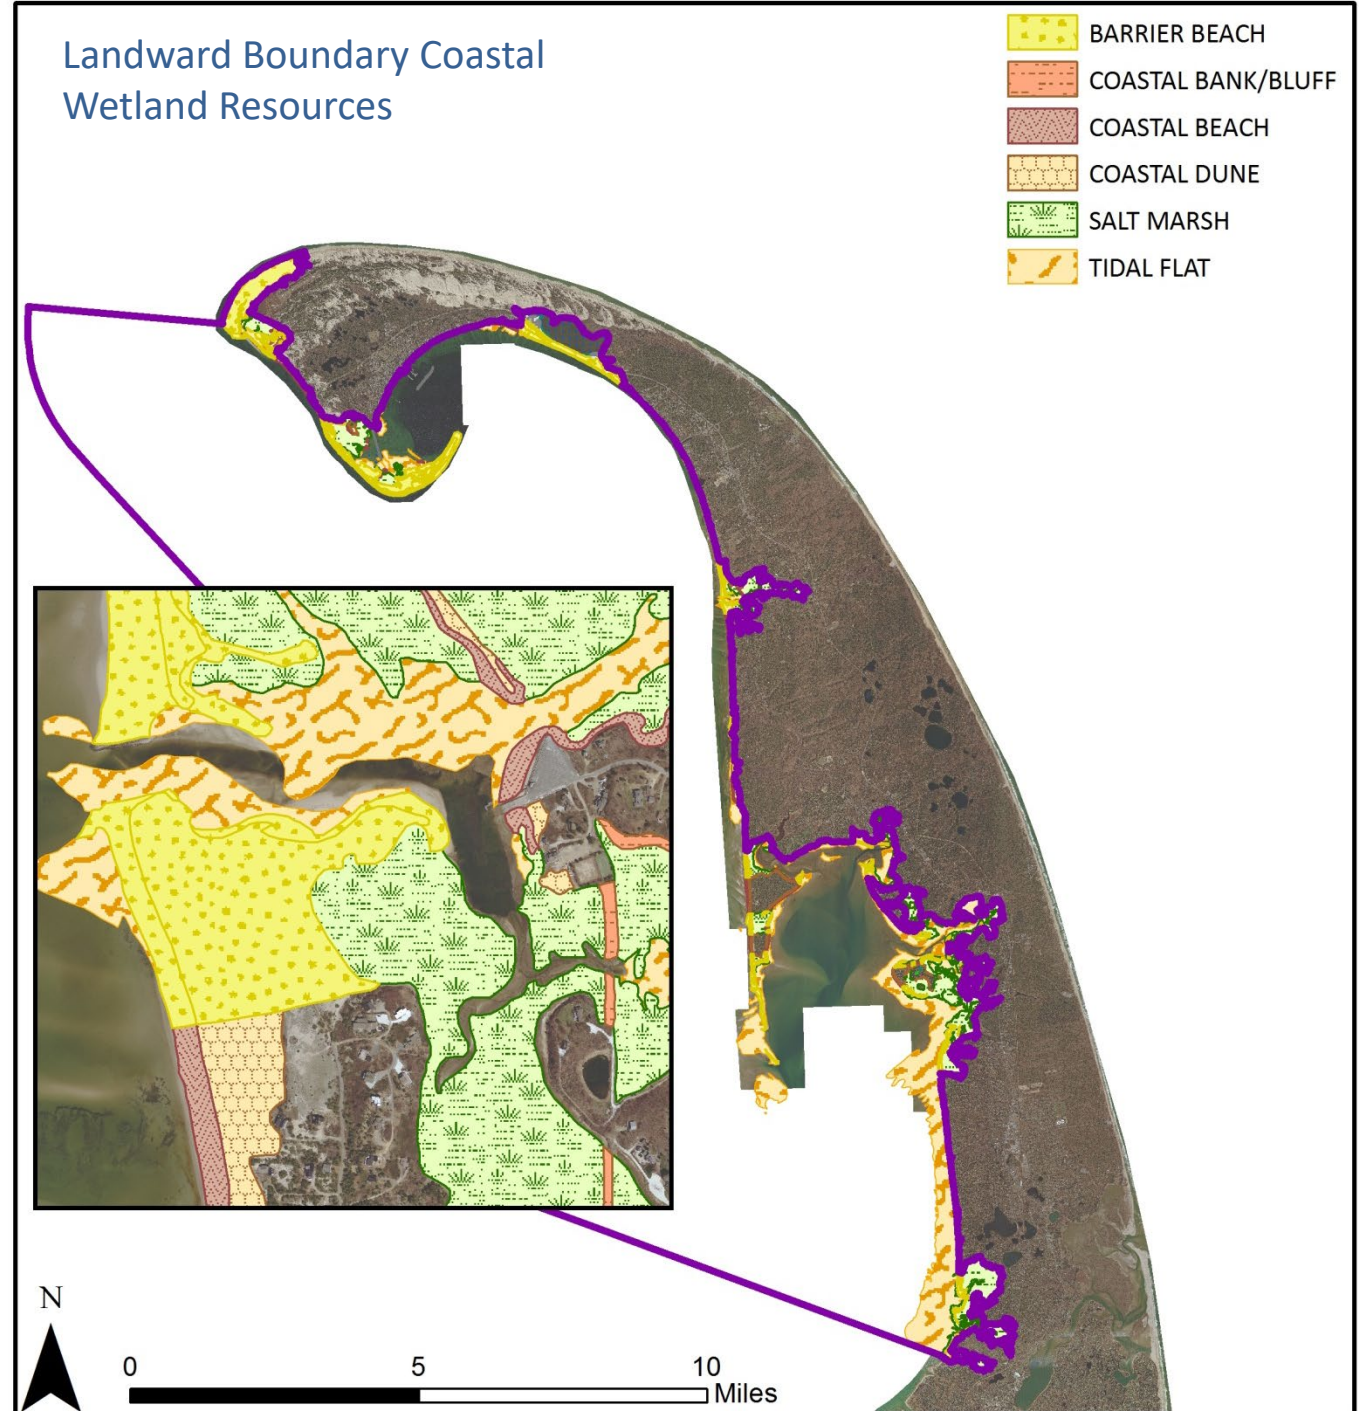 Landward Boundary Coastal
Wetland Resources
BARRIER BEACH
COASTAL BANK/BLUFF
COASTAL BEACH
COASTAL DUNE
SALT MARSH
TIDAL FLAT
N
0 5 10
Miles